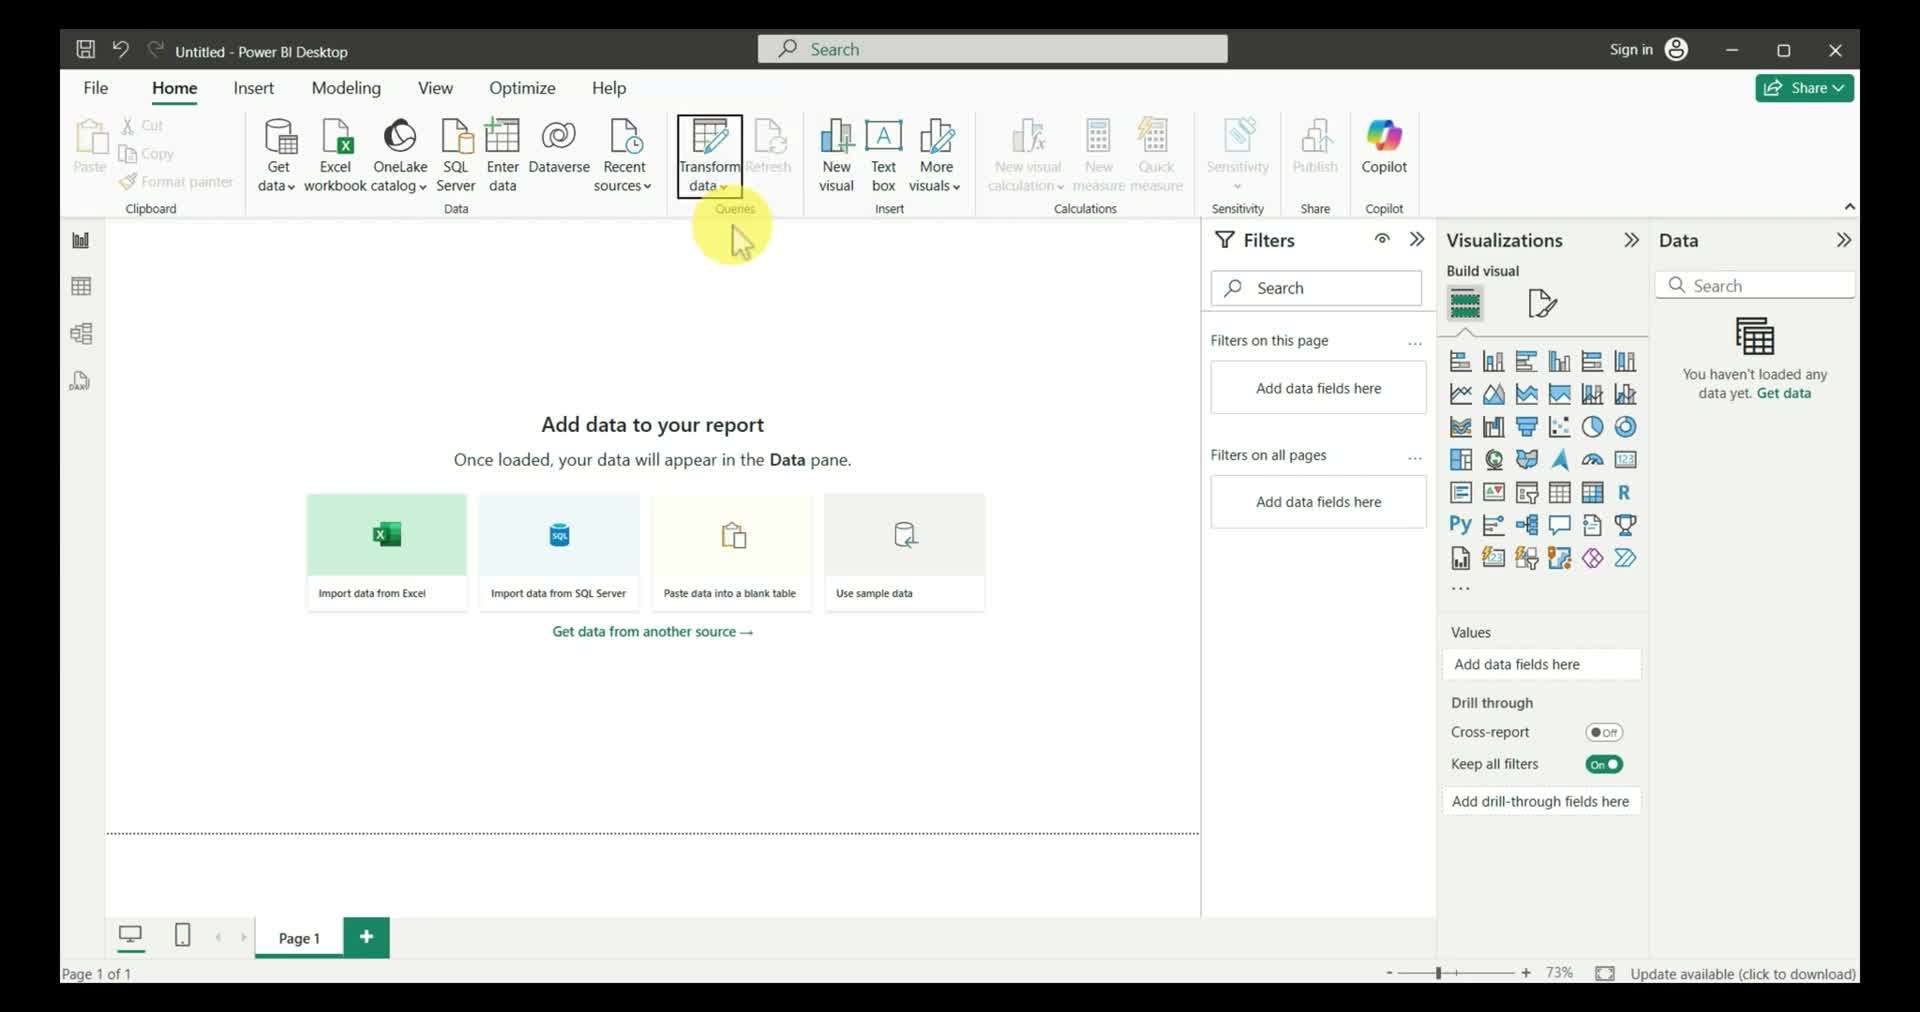 Untitled - Power BI Desktop
Search
Sign in
File Home Insert Modeling View Optimize Help
Share
Paste
Cut
Copy
Format painter
Clipboard
Get data
Excel workbook
OneLake catalog
SQL Server
Enter data
Dataverse
Recent sources
Data
Transform data
Refresh
Queries
New visual
Text box
More visuals
Insert
New visual calculation
New measure
Quick measure
Calculations
Sensitivity
Sensitivity
Publish
Share
Copilot
Copilot
DAX
Add data to your report
Once loaded, your data will appear in the Data pane.
Import data from Excel
SQL
Import data from SQL Server
Paste data into a blank table
Use sample data
Get data from another source →
Filters
Search
Filters on this page
...
Add data fields here
Filters on all pages
...
Add data fields here
Visualizations
Build visual
123
R
Py
123
...
Values
Add data fields here
Drill through
Cross-report
Off
Keep all filters
On
Add drill-through fields here
Data
Search
You haven't loaded any
data yet. Get data
Page 1
+
Page 1 of 1
- + 73%
Update available (click to download)